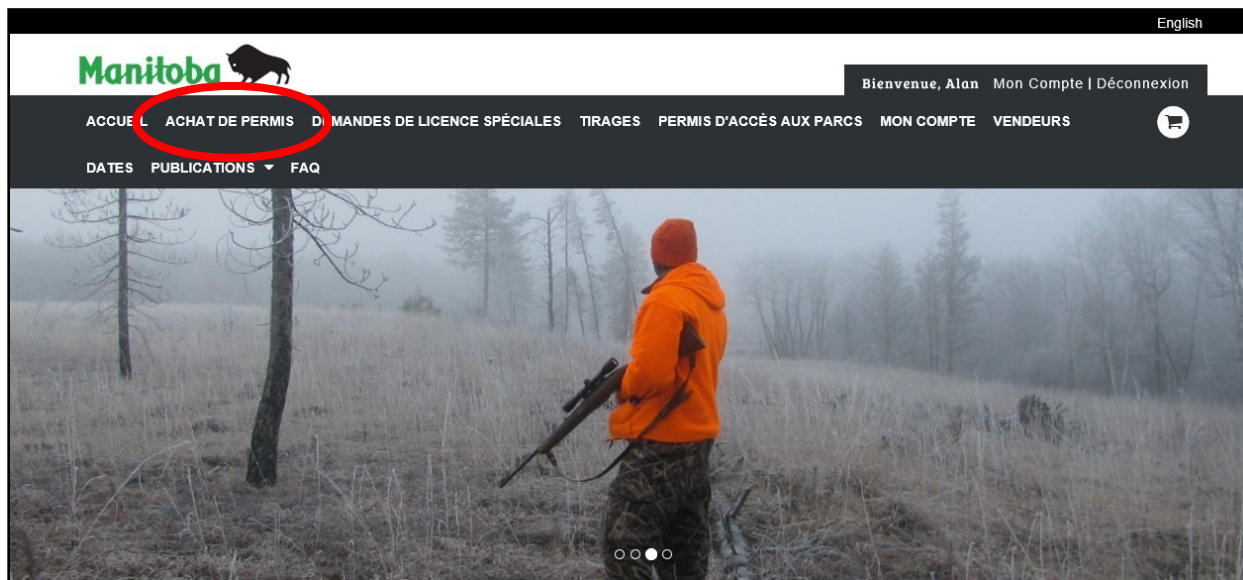 English
Manitoba
Bienvenue, Alan Mon Compte | Déconnexion
ACCUEIL ACHAT DE PERMIS DEMANDES DE LICENCE SPÉCIALES TIRAGES PERMIS D'ACCÈS AUX PARCS MON COMPTE VENDEURS
DATES PUBLICATIONS FAQ